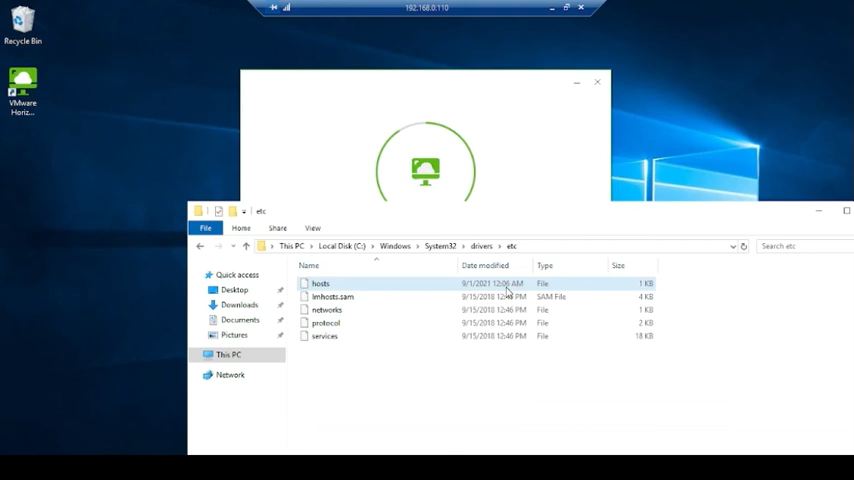 192.168.0.110
Recycle Bin
VMware
Horiz...
etc
File Home Share View
This PC Local Disk (C:) Windows System32 drivers etc
Search etc
Name Date modified Type Size
Quick access
Desktop
Downloads
Documents
Pictures
This PC
Network
hosts 9/1/2021 12:06 AM File 1 KB
lmhosts.sam 9/15/2018 12:46 PM SAM File 4 KB
networks 9/15/2018 12:46 PM File 1 KB
protocol 9/15/2018 12:46 PM File 2 KB
services 9/15/2018 12:46 PM File 18 KB